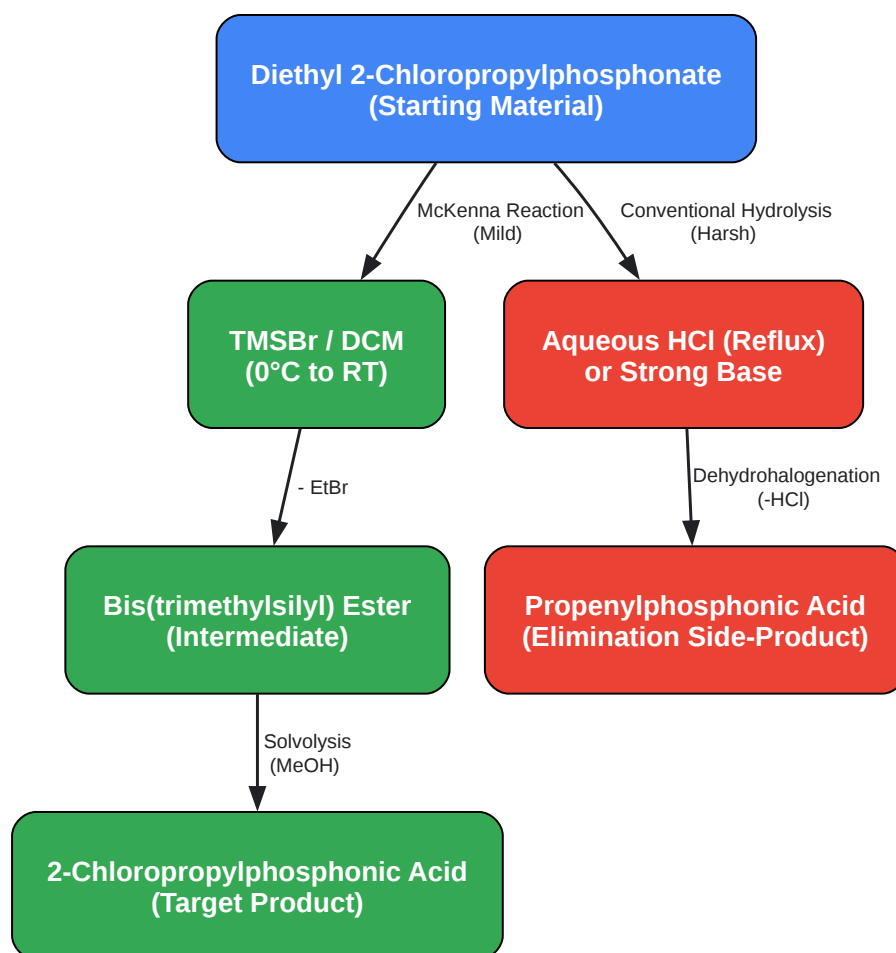 Diethyl 2-Chloropropylphosphonate
(Starting Material)
McKenna Reaction
(Mild)
Conventional Hydrolysis
(Harsh)
TMSBr / DCM
(0°C to RT)
Aqueous HCl (Reflux)
or Strong Base
- EtBr
Dehydrohalogenation
(-HCl)
Bis(trimethylsilyl) Ester
(Intermediate)
Propenylphosphonic Acid
(Elimination Side-Product)
Solvolysis
(MeOH)
2-Chloropropylphosphonic Acid
(Target Product)